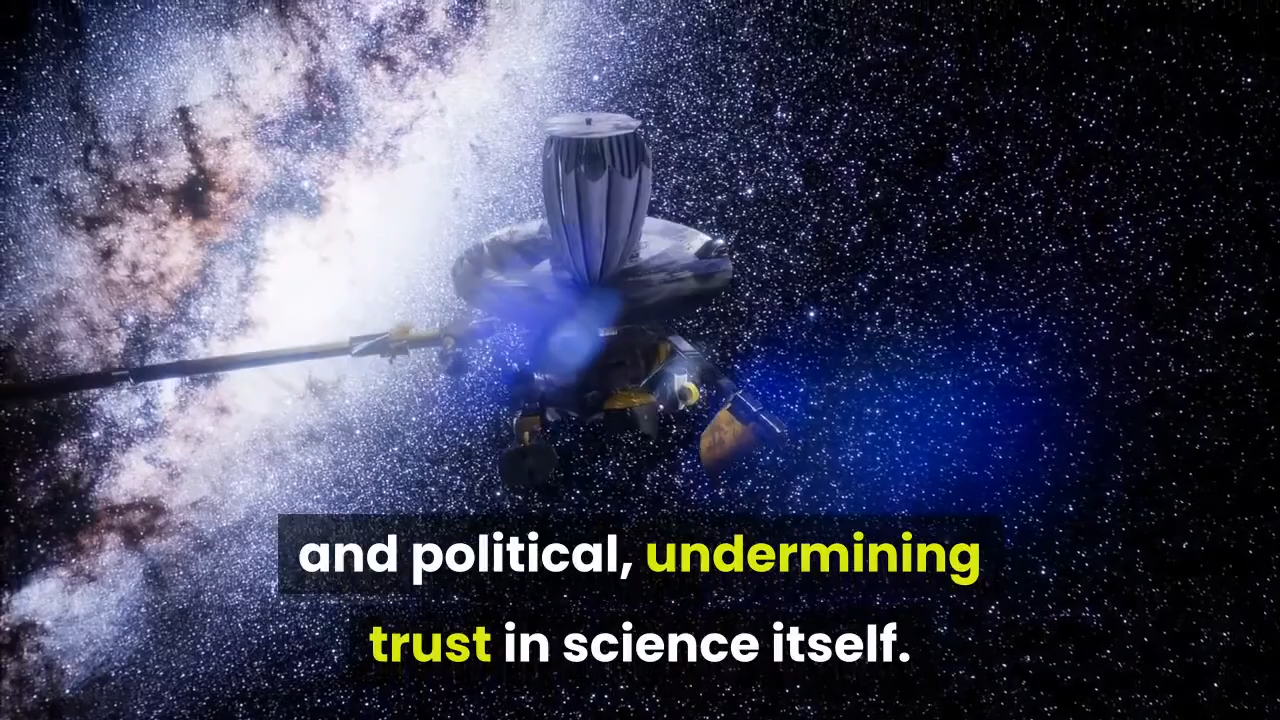 and political, undermining
trust in science itself.